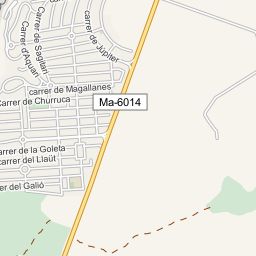 carrer de Júpiter
Carrer de Sagitari
Carrer d'Aquari
carrer de Magallanes
Carrer de Churruca
Ma-6014
carrer de la Goleta
carrer del Llaüt
er del Galió